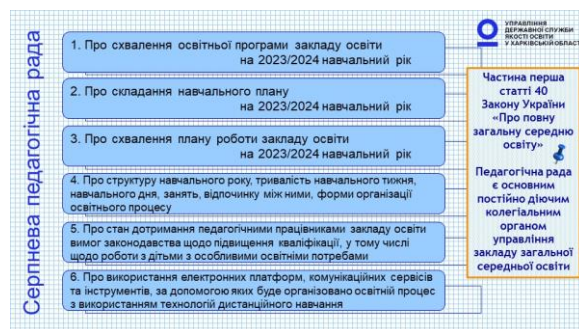 Серпнева педагогічна рада
УПРАВЛІННЯ
ДЕРЖАВНОЇ СЛУЖБИ
ЯКОСТІ ОСВІТИ
У ХАРКІВСЬКІЙ ОБЛАСТІ
1. Про схвалення освітньої програми закладу освіти
на 2023/2024 навчальний рік
2. Про складання навчального плану
на 2023/2024 навчальний рік
3. Про схвалення плану роботи закладу освіти
на 2023/2024 навчальний рік
4. Про структуру навчального року, тривалість навчального тижня,
навчального дня, занять, відпочинку між ними, форми організації
освітнього процесу
5. Про стан дотримання педагогічними працівниками закладу освіти
вимог законодавства щодо підвищення кваліфікації, у тому числі
щодо роботи з дітьми з особливими освітніми потребами
6. Про використання електронних платформ, комунікаційних сервісів
та інструментів, за допомогою яких буде організовано освітній процес
з використанням технологій дистанційного навчання
Частина перша
статті 40
Закону України
«Про повну
загальну середню
освіту»
Педагогічна рада
є основним
постійно діючим
колегіальним
органом
управління
закладу загальної
середньої освіти